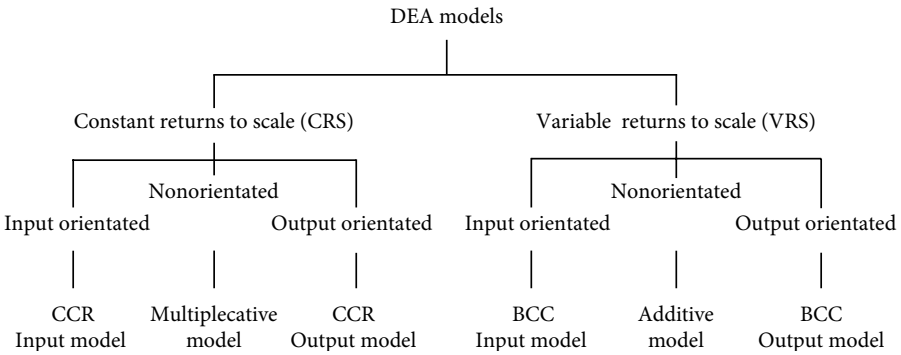 DEA models
Constant returns to scale (CRS)
Variable returns to scale (VRS)
Nonorientated
Nonorientated
Input orientated
Output orientated
Input orientated
Output orientated
CCR
Input model
Multiplecative
model
CCR
Output model
BCC
Input model
Additive
model
BCC
Output model